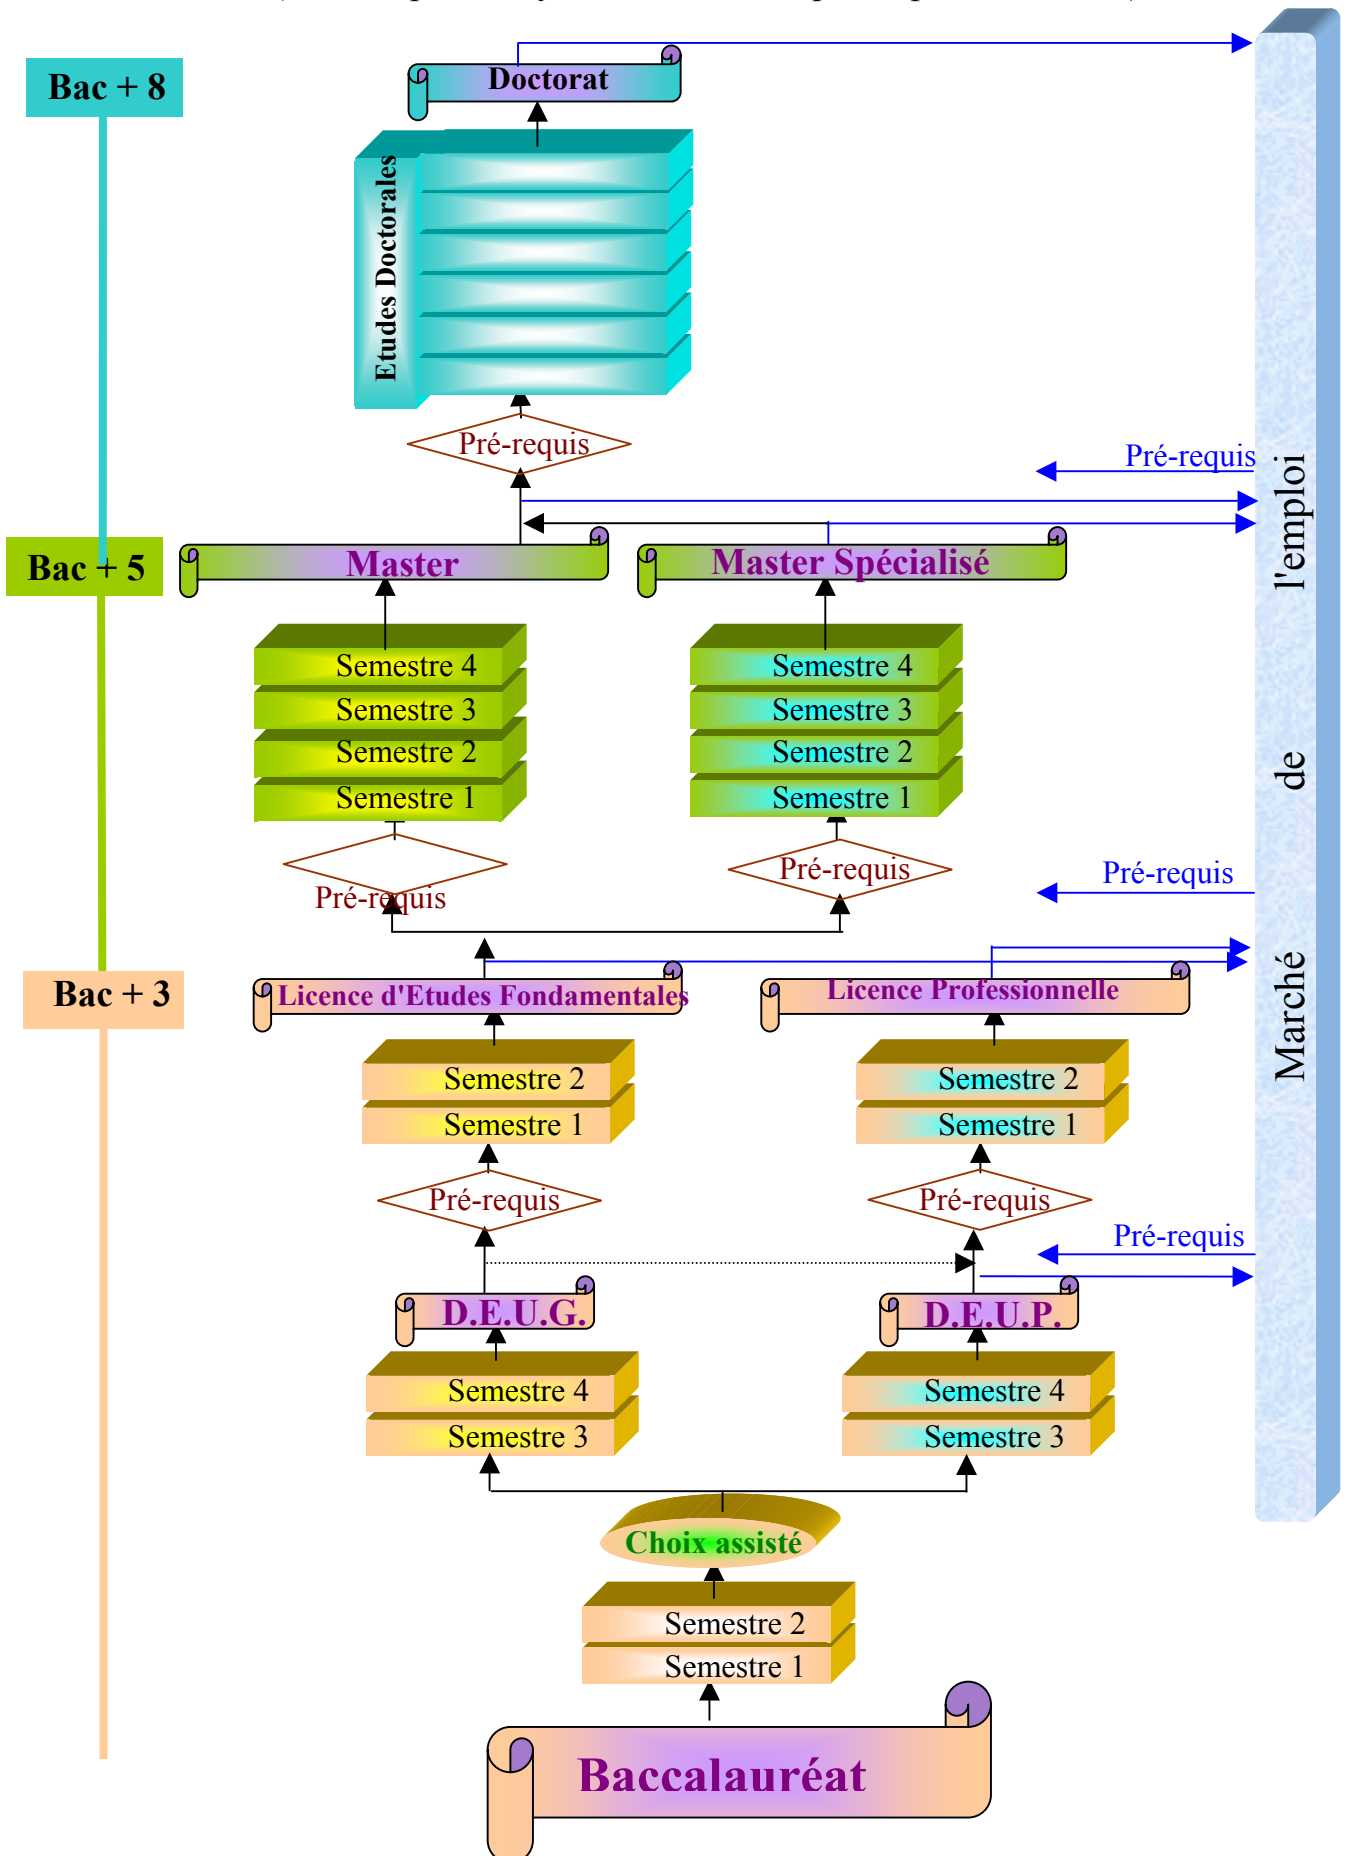 Doctorat
Bac + 8
Etudes Doctorales
Pré-requis
Pré-requis
Bac + 5
Master
Master Spécialisé
Semestre 4
Semestre 4
Semestre 3
Semestre 3
Semestre 2
Semestre 2
Semestre 1
Semestre 1
Pré-requis
Pré-requis
Pré-requis
Bac + 3
Licence d'Etudes Fondamentales
Licence Professionnelle
Semestre 2
Semestre 2
Semestre 1
Semestre 1
Pré-requis
Pré-requis
Pré-requis
D.E.U.G.
D.E.U.P.
Semestre 4
Semestre 4
Semestre 3
Semestre 3
Choix assisté
Semestre 2
Semestre 1
Baccalauréat
Marché de l'emploi